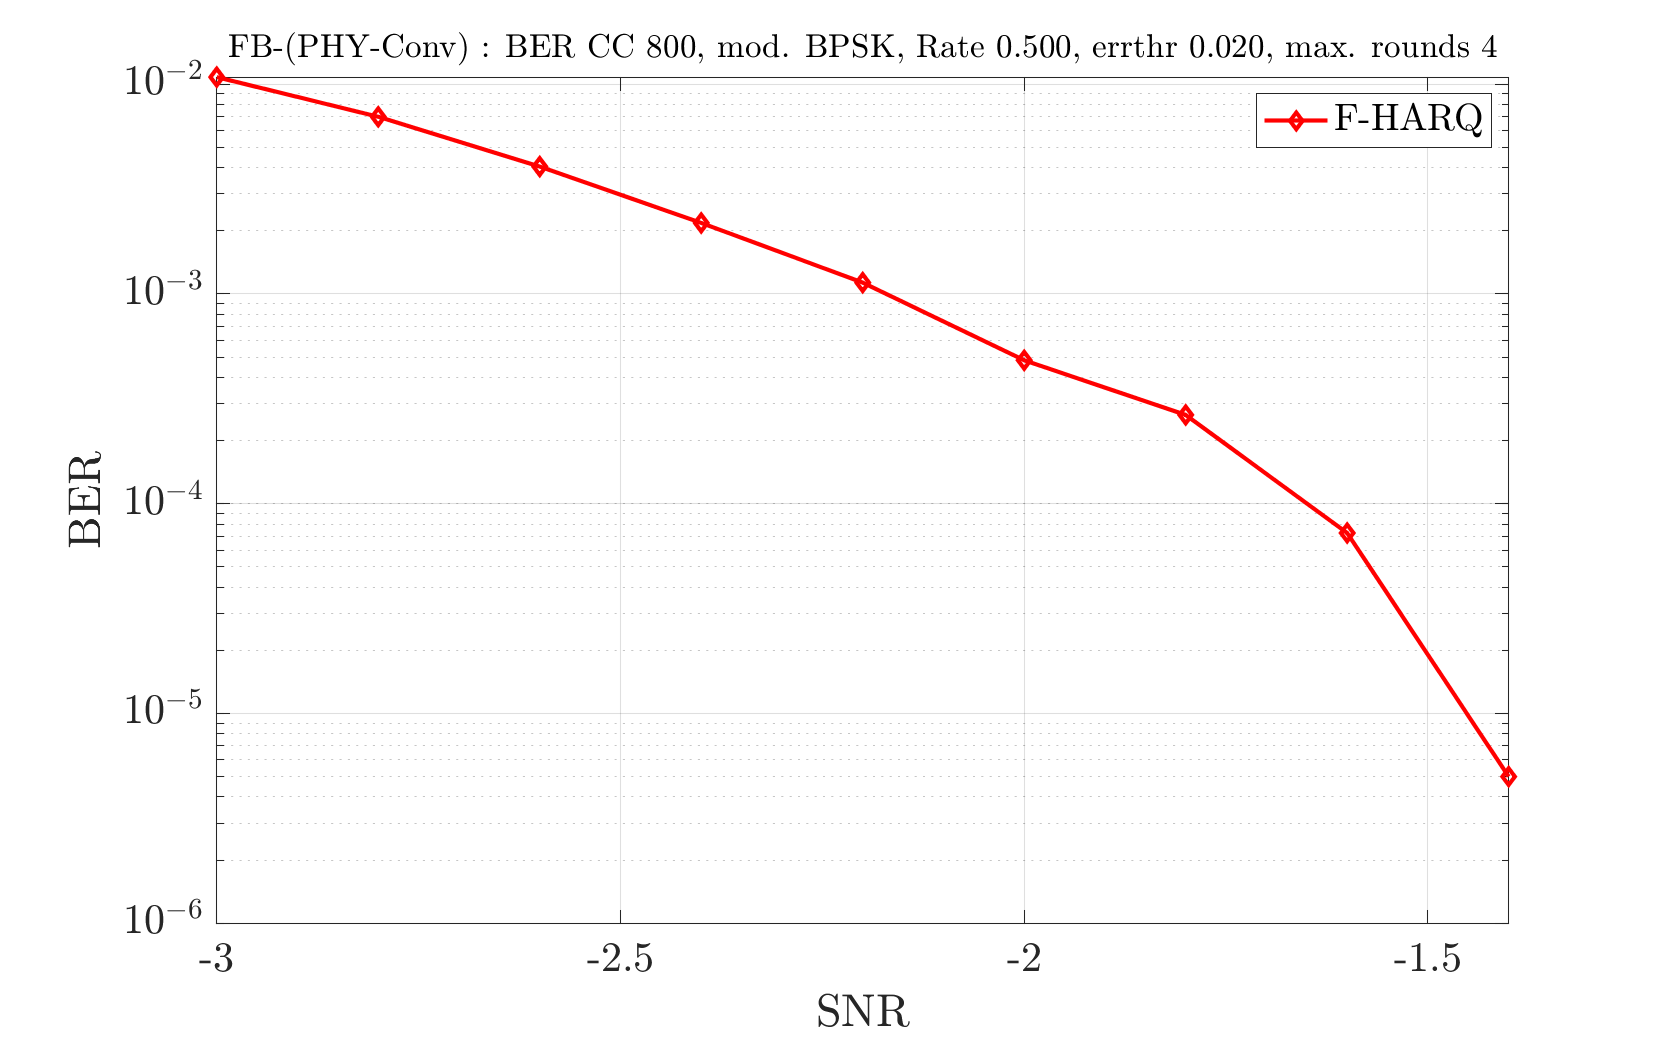 FB-(PHY-Conv) : BER CC 800, mod. BPSK, Rate 0.500, errthr 0.020, max. rounds 4
F-HARQ
BER
10⁻²
10⁻³
10⁻⁴
10⁻⁵
10⁻⁶
-3 -2.5 -2 -1.5
SNR